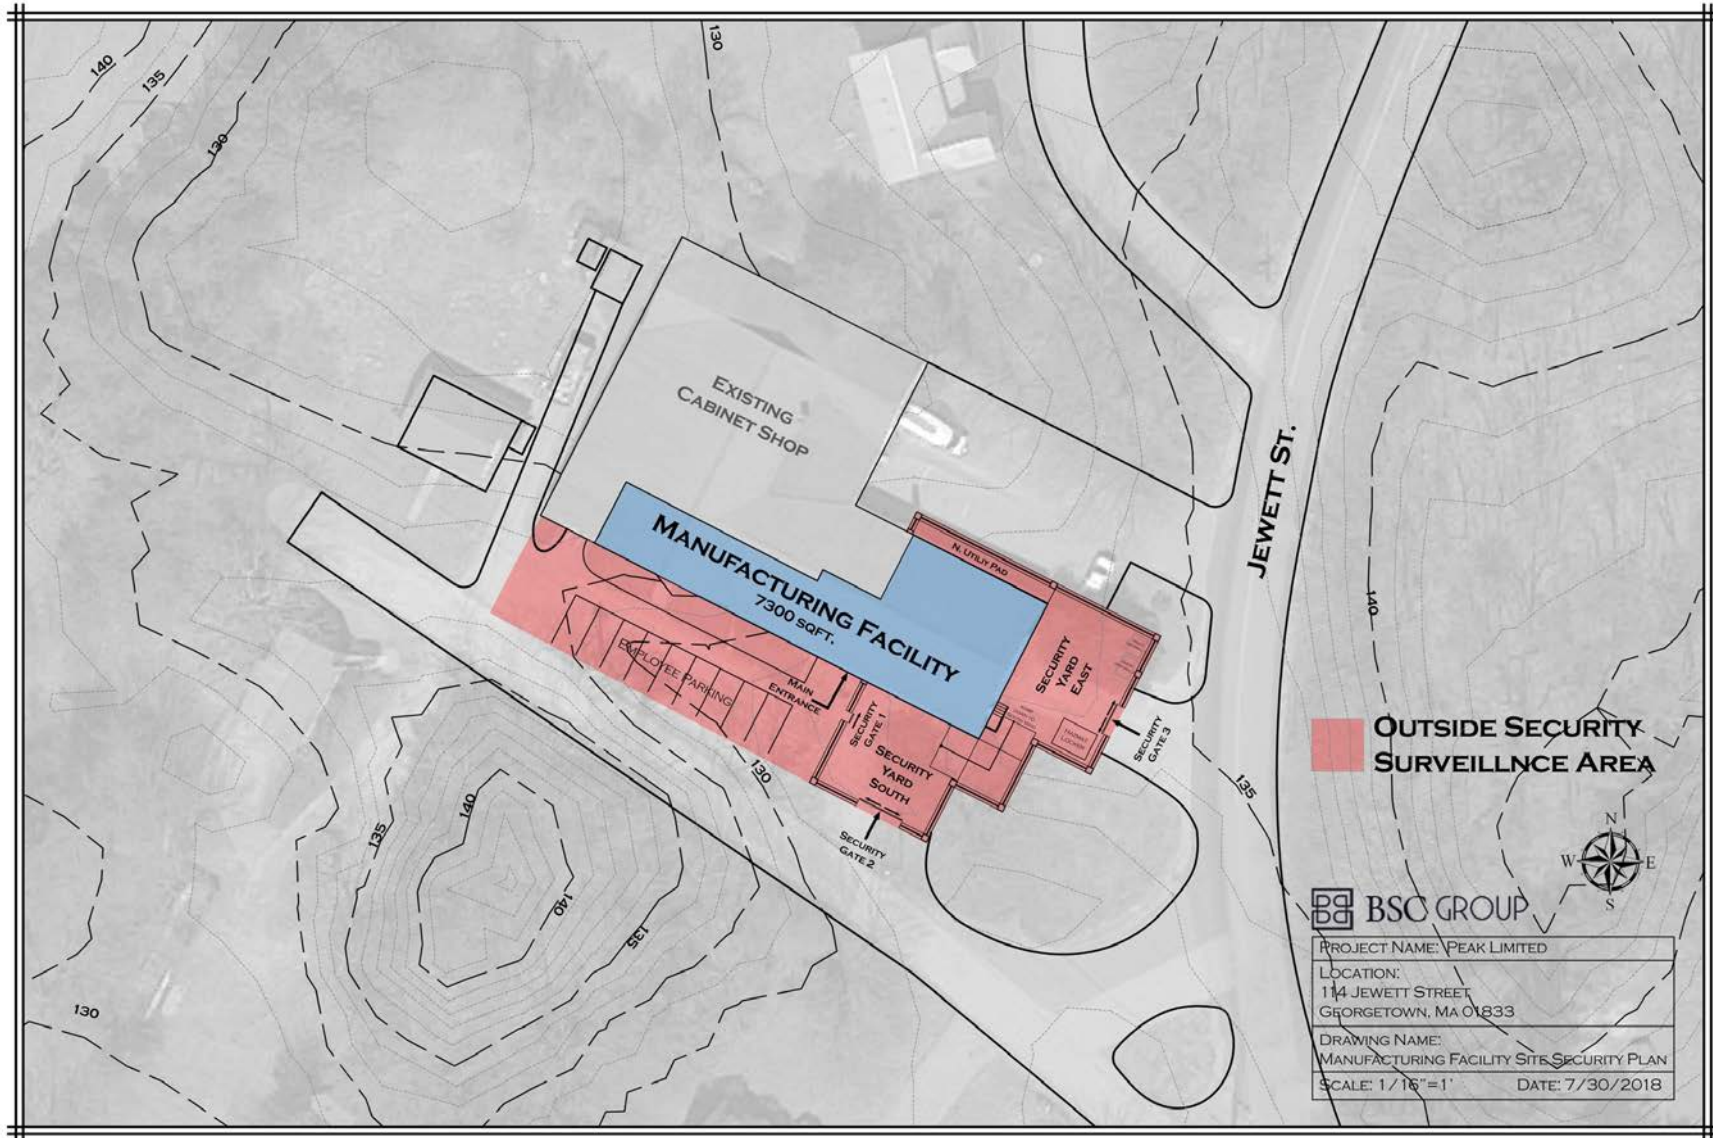 140
135
130
130
EXISTING
CABINET SHOP
MANUFACTURING FACILITY
7300 SQFT.
N. UTILIY PAD
JEWETT ST.
140
EMPLOYEE PARKING
MAIN
ENTRANCE
SECURITY
GATE 1
SECURITY
YARD
SOUTH
SECURITY
YARD
EAST
HAZMAT
LOCKER
SECURITY
GATE 3
SECURITY
GATE 2
130
135
140
135
140
135
130
OUTSIDE SECURITY
SURVEILLNCE AREA
N
W E
S
BSC GROUP
PROJECT NAME: PEAK LIMITED
LOCATION:
114 JEWETT STREET
GEORGETOWN, MA 01833
DRAWING NAME:
MANUFACTURING FACILITY SITE SECURITY PLAN
SCALE: 1/16"=1' DATE: 7/30/2018